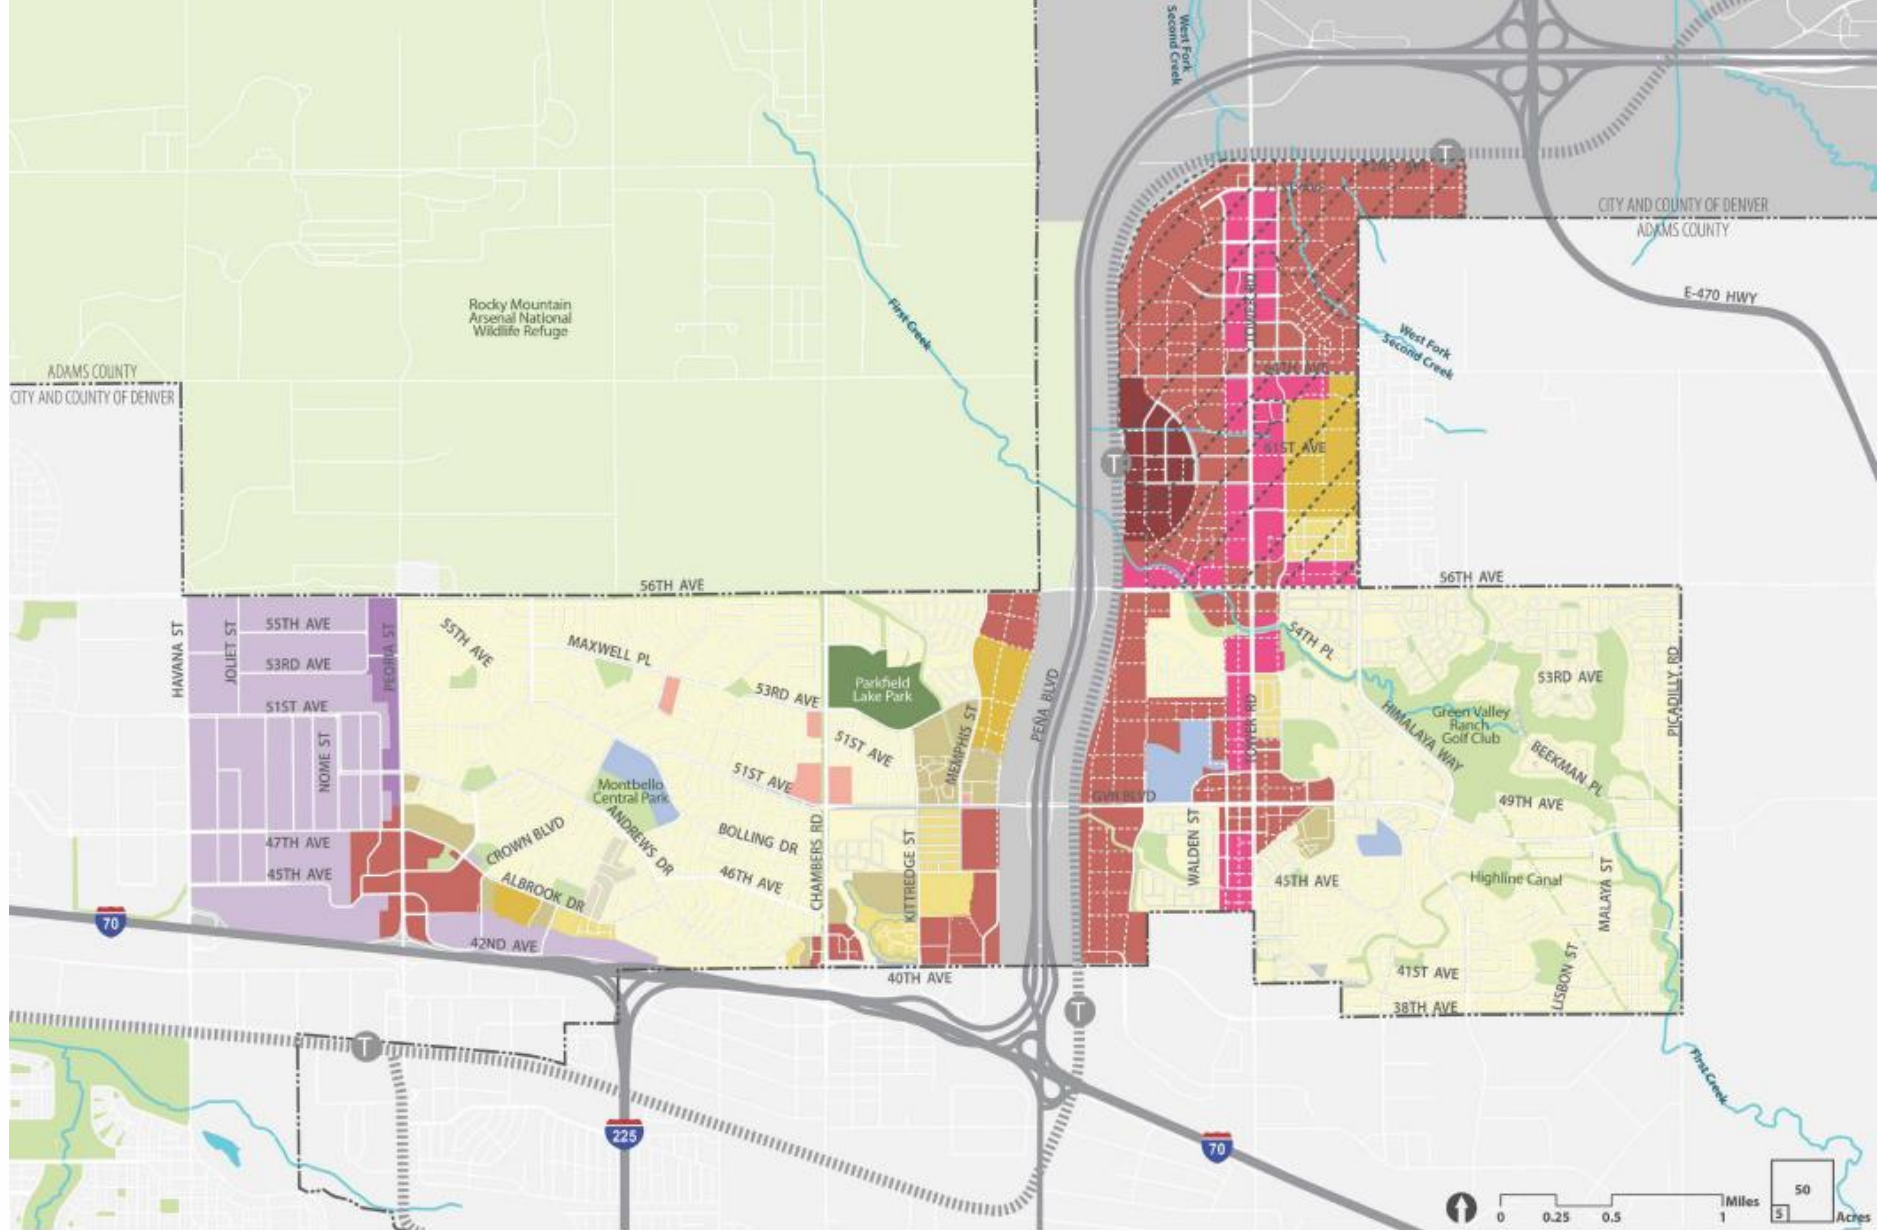 West Fork
Second Creek
T
CITY AND COUNTY OF DENVER
ADAMS COUNTY
E-470 HWY
Rocky Mountain
Arsenal National
Wildlife Refuge
First Creek
TOWER RD
West Fork
Second Creek
ADAMS COUNTY
CITY AND COUNTY OF DENVER
64TH AVE
61ST AVE
T
56TH AVE
56TH AVE
HAVANA ST
JOLIET ST
55TH AVE
53RD AVE
51ST AVE
PEORIA ST
NOME ST
47TH AVE
45TH AVE
55TH AVE
MAXWELL PL
53RD AVE
Parkfield
Lake Park
51ST AVE
51ST AVE
MEMPHIS ST
PEÑA BLVD
Montbello
Central Park
ANDREWS DR
BOLLING DR
46TH AVE
CROWN BLVD
ALBROOK DR
42ND AVE
CHAMBERS RD
KITTREDGE ST
40TH AVE
54TH PL
53RD AVE
PICADILLY RD
HIMALAYA WAY
Green Valley
Ranch
Golf Club
BEEKMAN PL
TOWER RD
GVR BLVD
49TH AVE
WALDEN ST
45TH AVE
Highline Canal
MALAYA ST
LISBON ST
41ST AVE
38TH AVE
First Creek
70
T
T
225
70
0
0.25
0.5
1
Miles
50
5
Acres